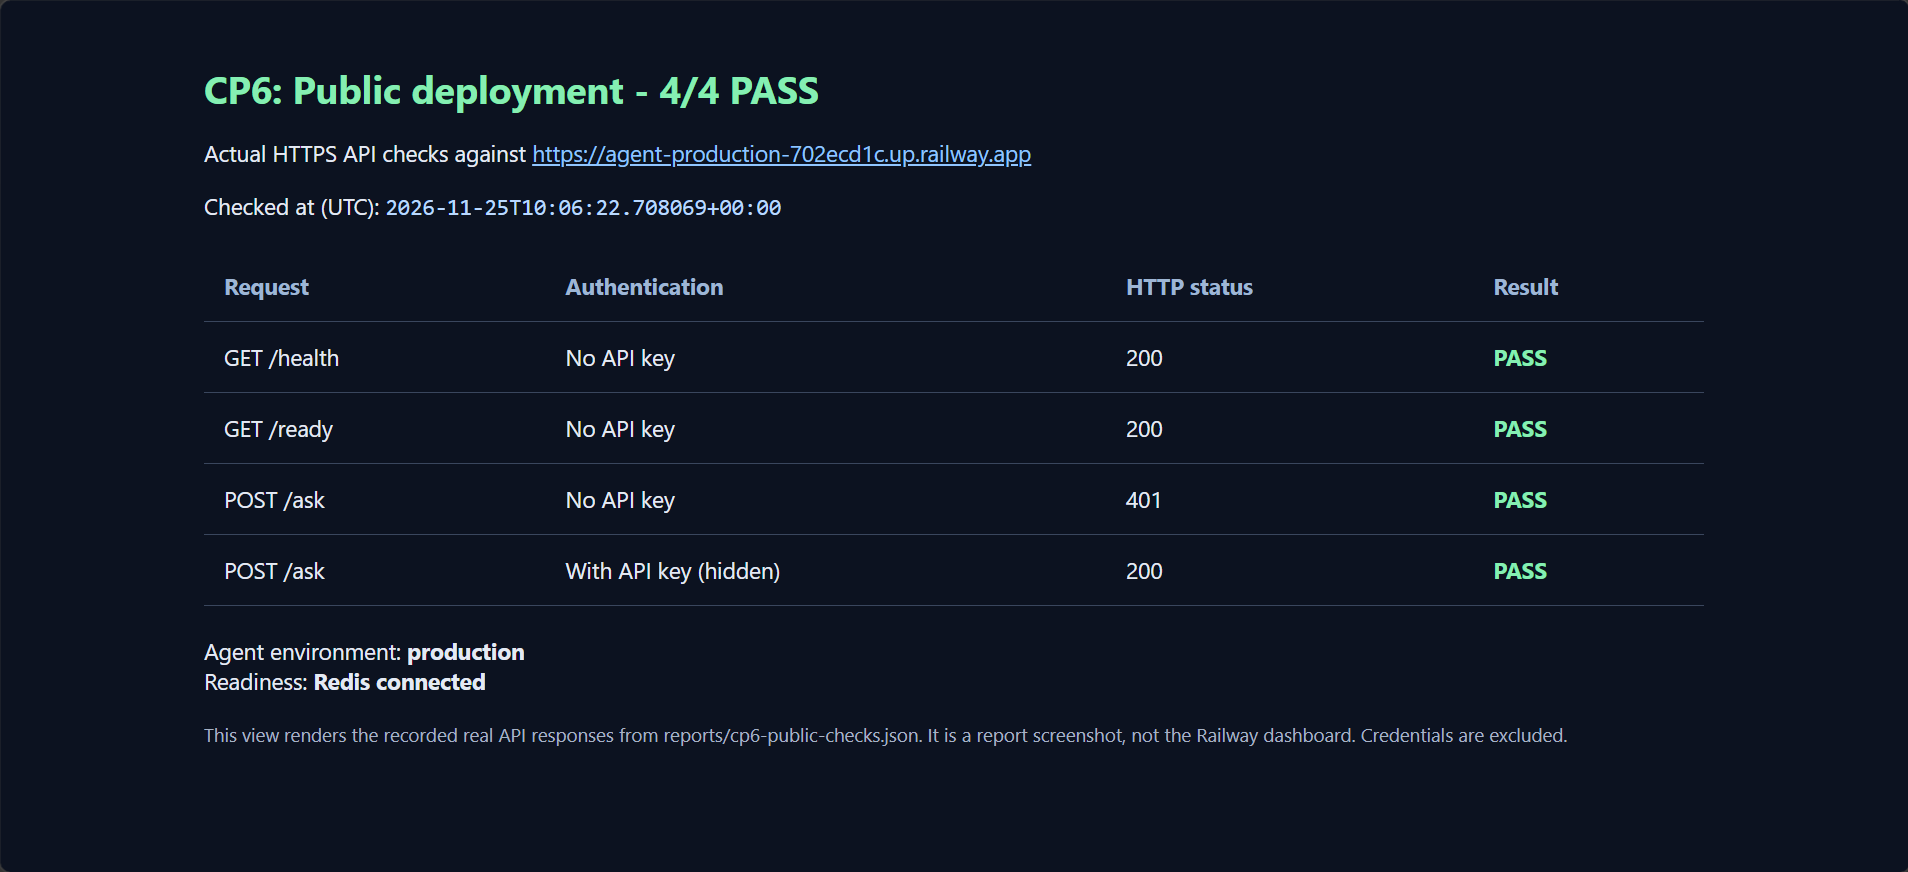 CP6: Public deployment - 4/4 PASS
Actual HTTPS API checks against https://agent-production-702ecd1c.up.railway.app
Checked at (UTC): 2026-11-25T10:06:22.708069+00:00
Request Authentication HTTP status Result
GET /health No API key 200 PASS
GET /ready No API key 200 PASS
POST /ask No API key 401 PASS
POST /ask With API key (hidden) 200 PASS
Agent environment: production
Readiness: Redis connected
This view renders the recorded real API responses from reports/cp6-public-checks.json. It is a report screenshot, not the Railway dashboard. Credentials are excluded.